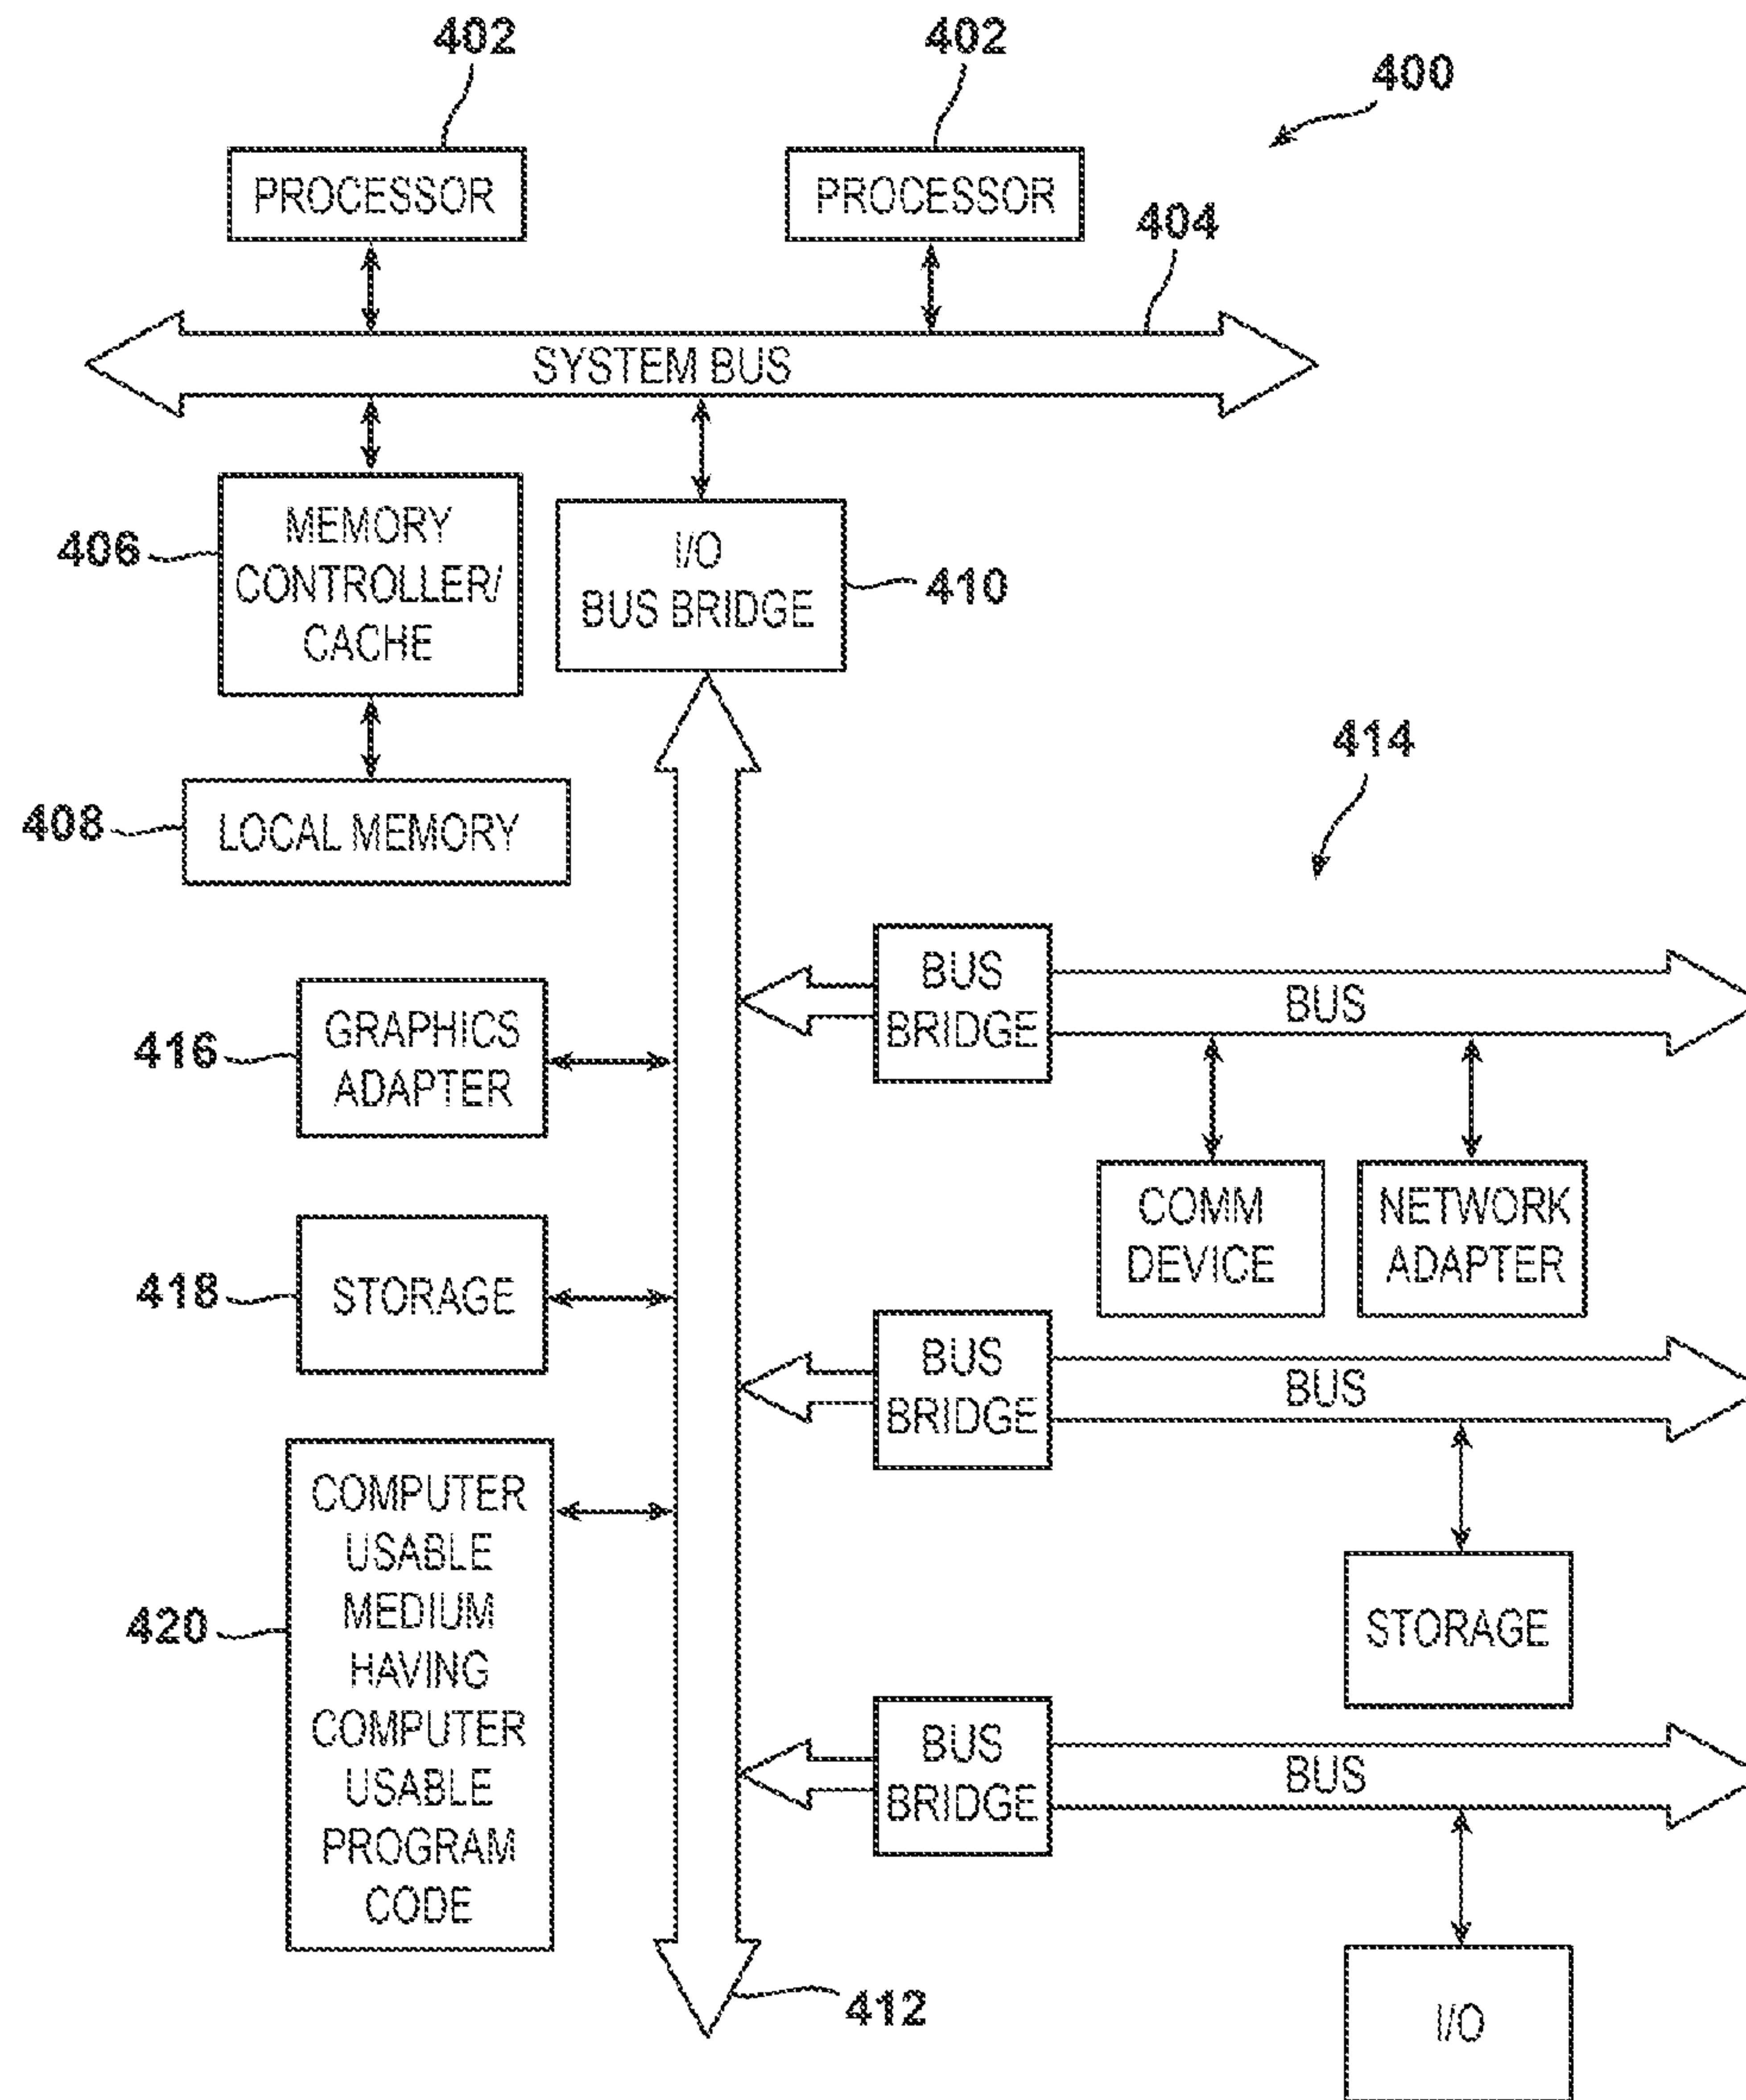 402
402
400
PROCESSOR
PROCESSOR
404
SYSTEM BUS
406
MEMORY
CONTROLLER/
CACHE
I/O
BUS BRIDGE
410
408
LOCAL MEMORY
414
416
GRAPHICS
ADAPTER
BUS
BRIDGE
BUS
COMM
DEVICE
NETWORK
ADAPTER
418
STORAGE
BUS
BRIDGE
BUS
STORAGE
420
COMPUTER
USABLE
MEDIUM
HAVING
COMPUTER
USABLE
PROGRAM
CODE
BUS
BRIDGE
BUS
412
I/O